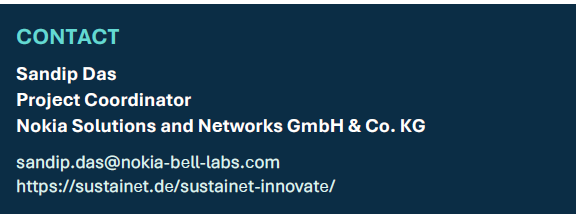 CONTACT
Sandip Das
Project Coordinator
Nokia Solutions and Networks GmbH & Co. KG
sandip.das@nokia-bell-labs.com
https://sustainet.de/sustainet-innovate/